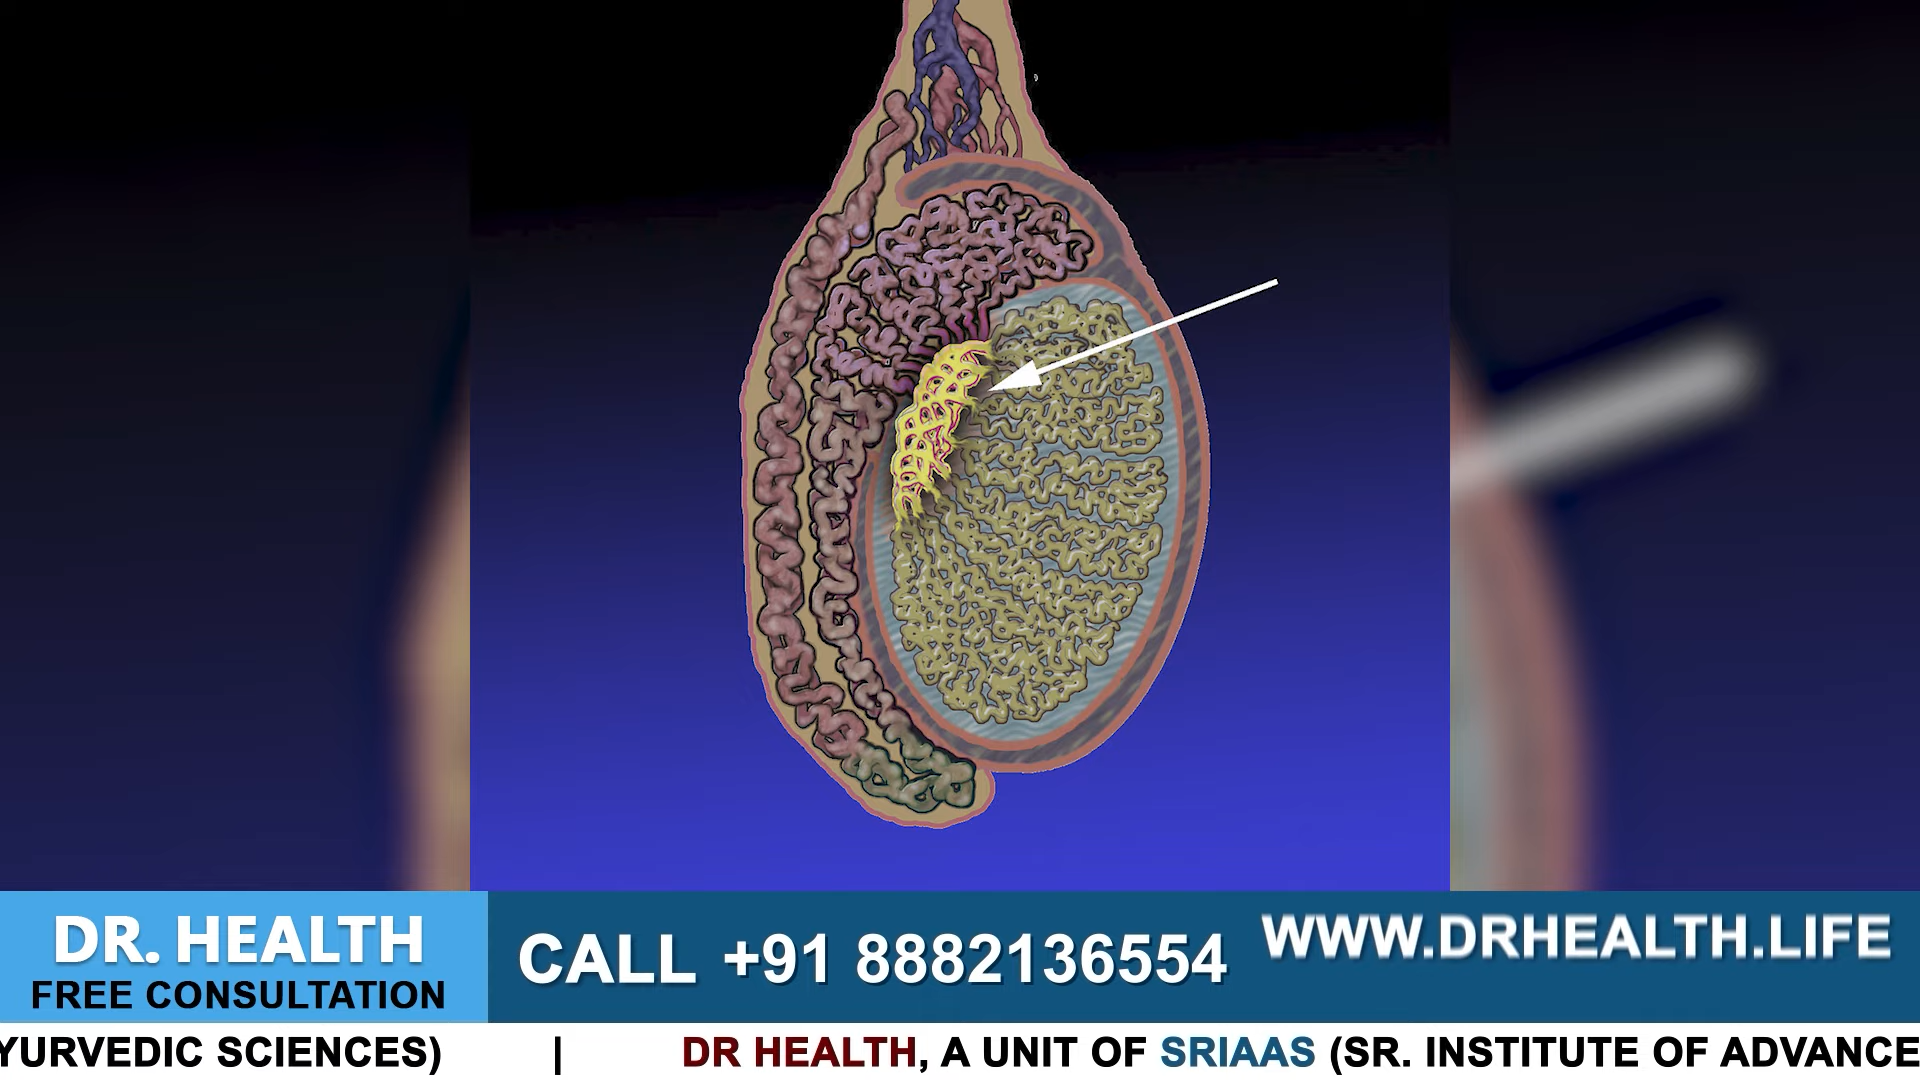 DR. HEALTH
FREE CONSULTATION
CALL +91 8882136554
WWW.DRHEALTH.LIFE
YURVEDIC SCIENCES) | DR HEALTH, A UNIT OF SRIAAS (SR. INSTITUTE OF ADVANCE